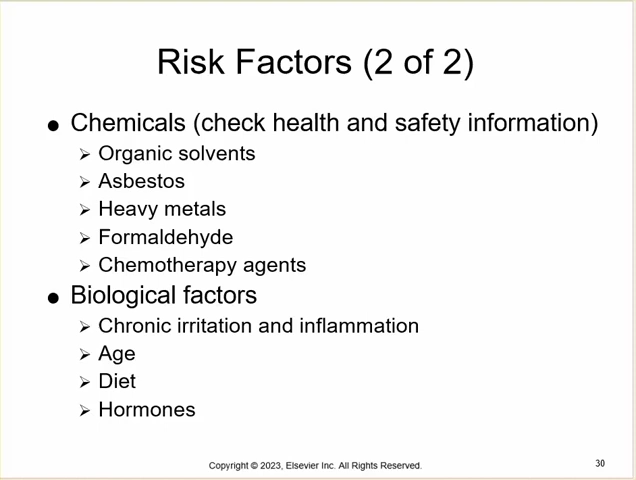 Risk Factors (2 of 2)
● Chemicals (check health and safety information)
➢ Organic solvents
➢ Asbestos
➢ Heavy metals
➢ Formaldehyde
➢ Chemotherapy agents
● Biological factors
➢ Chronic irritation and inflammation
➢ Age
➢ Diet
➢ Hormones
Copyright © 2023, Elsevier Inc. All Rights Reserved.
30